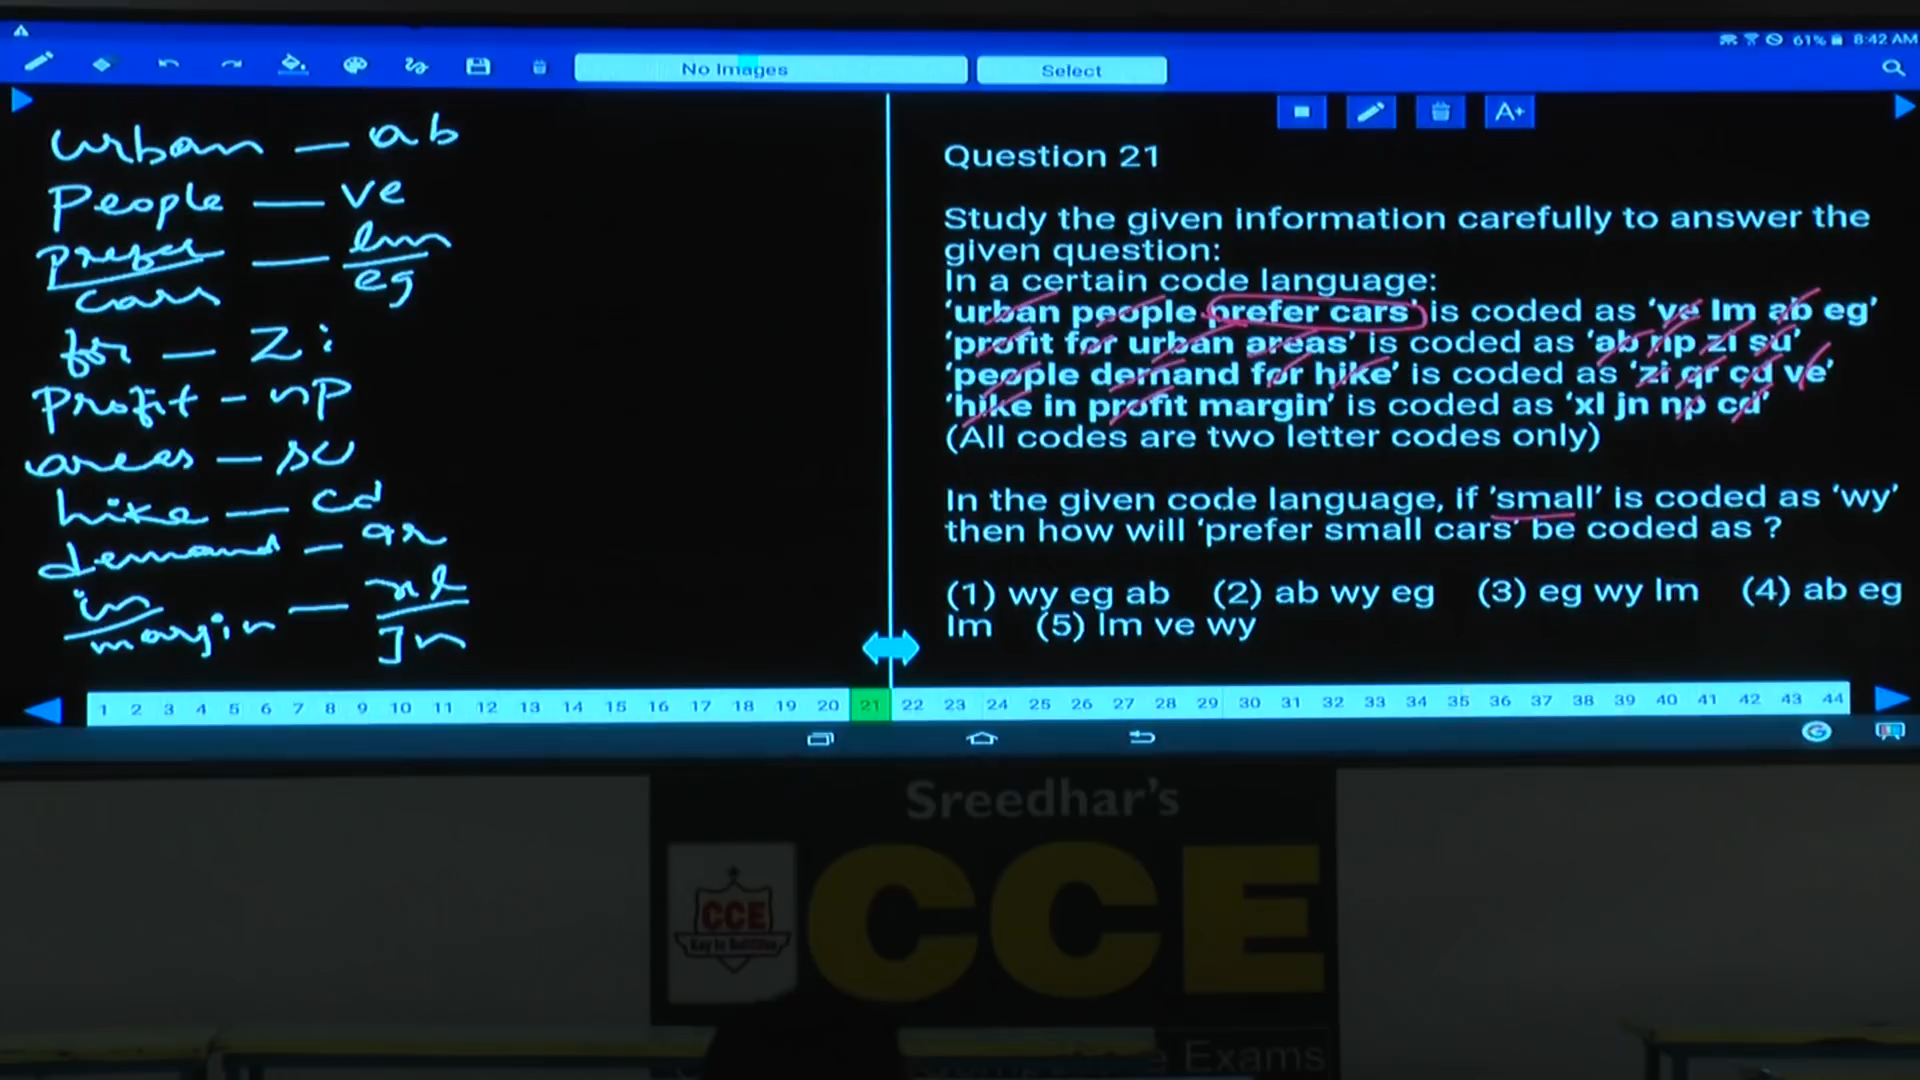 61% 8:42 AM
No Images Select
A+
urban — ab
People — ve
prefer
cars — lm
eg
for — Zi
Profit - np
areas — su
hike — cd
demand — qr
in
margin — xl
Jn
Question 21
Study the given information carefully to answer the
given question:
In a certain code language:
‘urban people prefer cars’ is coded as ‘ve lm ab eg’
‘profit for urban areas’ is coded as ‘ab np zi su’
‘people demand for hike’ is coded as ‘zi qr cd ve’
‘hike in profit margin’ is coded as ‘xl jn np cd’
(All codes are two letter codes only)
In the given code language, if ’small’ is coded as ‘wy’
then how will ‘prefer small cars’ be coded as ?
(1) wy eg ab (2) ab wy eg (3) eg wy lm (4) ab eg
lm (5) lm ve wy
1 2 3 4 5 6 7 8 9 10 11 12 13 14 15 16 17 18 19 20 21 22 23 24 25 26 27 28 29 30 31 32 33 34 35 36 37 38 39 40 41 42 43 44
Sreedhar's
CCE
CCE
Exams